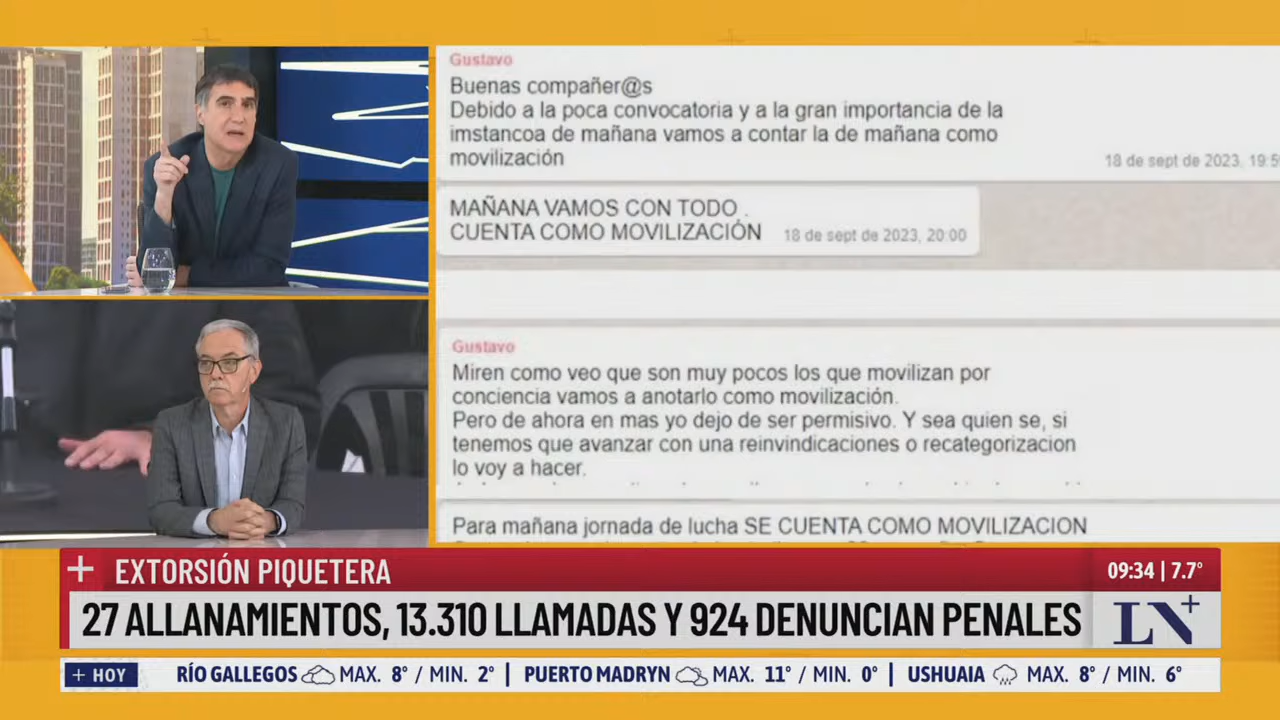 Gustavo
Buenas compañer@s
Debido a la poca convocatoria y a la gran importancia de la
imstancoa de mañana vamos a contar la de mañana como
movilización
18 de sept de 2023, 19:5
MAÑANA VAMOS CON TODO .
CUENTA COMO MOVILIZACIÓN 18 de sept de 2023, 20:00
Gustavo
Miren como veo que son muy pocos los que movilizan por
conciencia vamos a anotarlo como movilización.
Pero de ahora en mas yo dejo de ser permisivo. Y sea quien se, si
tenemos que avanzar con una reinvindicaciones o recategorizacion
lo voy a hacer.
Para mañana jornada de lucha SE CUENTA COMO MOVILIZACION
+ EXTORSIÓN PIQUETERA
09:34 | 7.7°
27 ALLANAMIENTOS, 13.310 LLAMADAS Y 924 DENUNCIAN PENALES
LN+
+ HOY RÍO GALLEGOS MAX. 8° / MIN. 2° | PUERTO MADRYN MAX. 11° / MIN. 0° | USHUAIA MAX. 8° / MIN. 6°